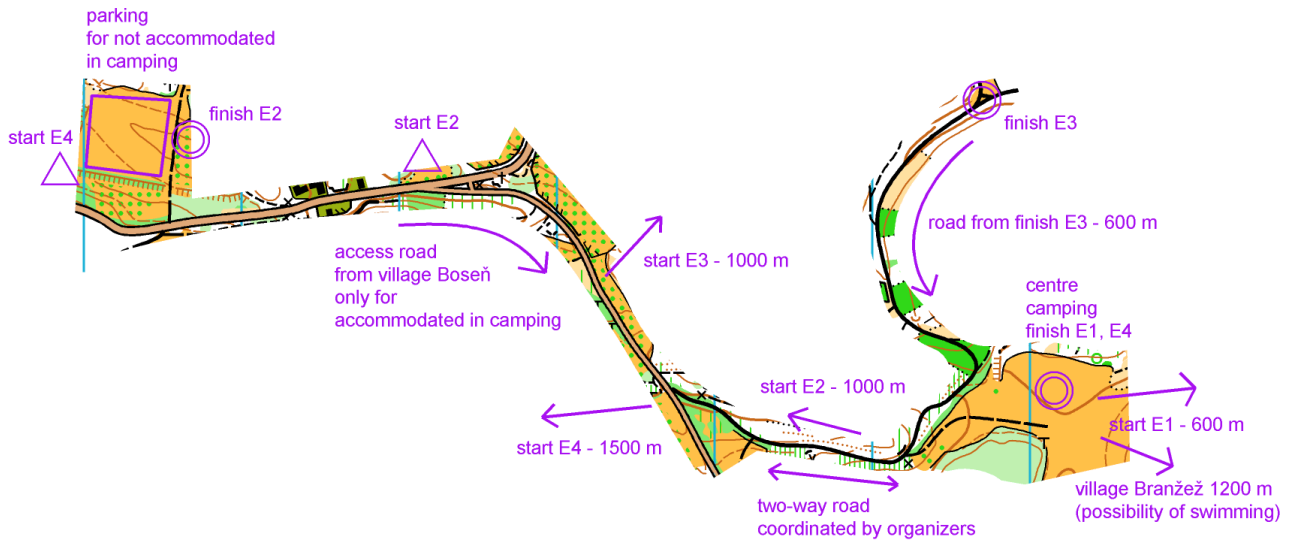 parking
for not accommodated
in camping
finish E2
start E4
start E2
finish E3
road from finish E3 - 600 m
access road
from village Boseň
only for
accommodated in camping
start E3 - 1000 m
centre
camping
finish E1, E4
start E2 - 1000 m
start E4 - 1500 m
start E1 - 600 m
village Branžež 1200 m
(possibility of swimming)
two-way road
coordinated by organizers